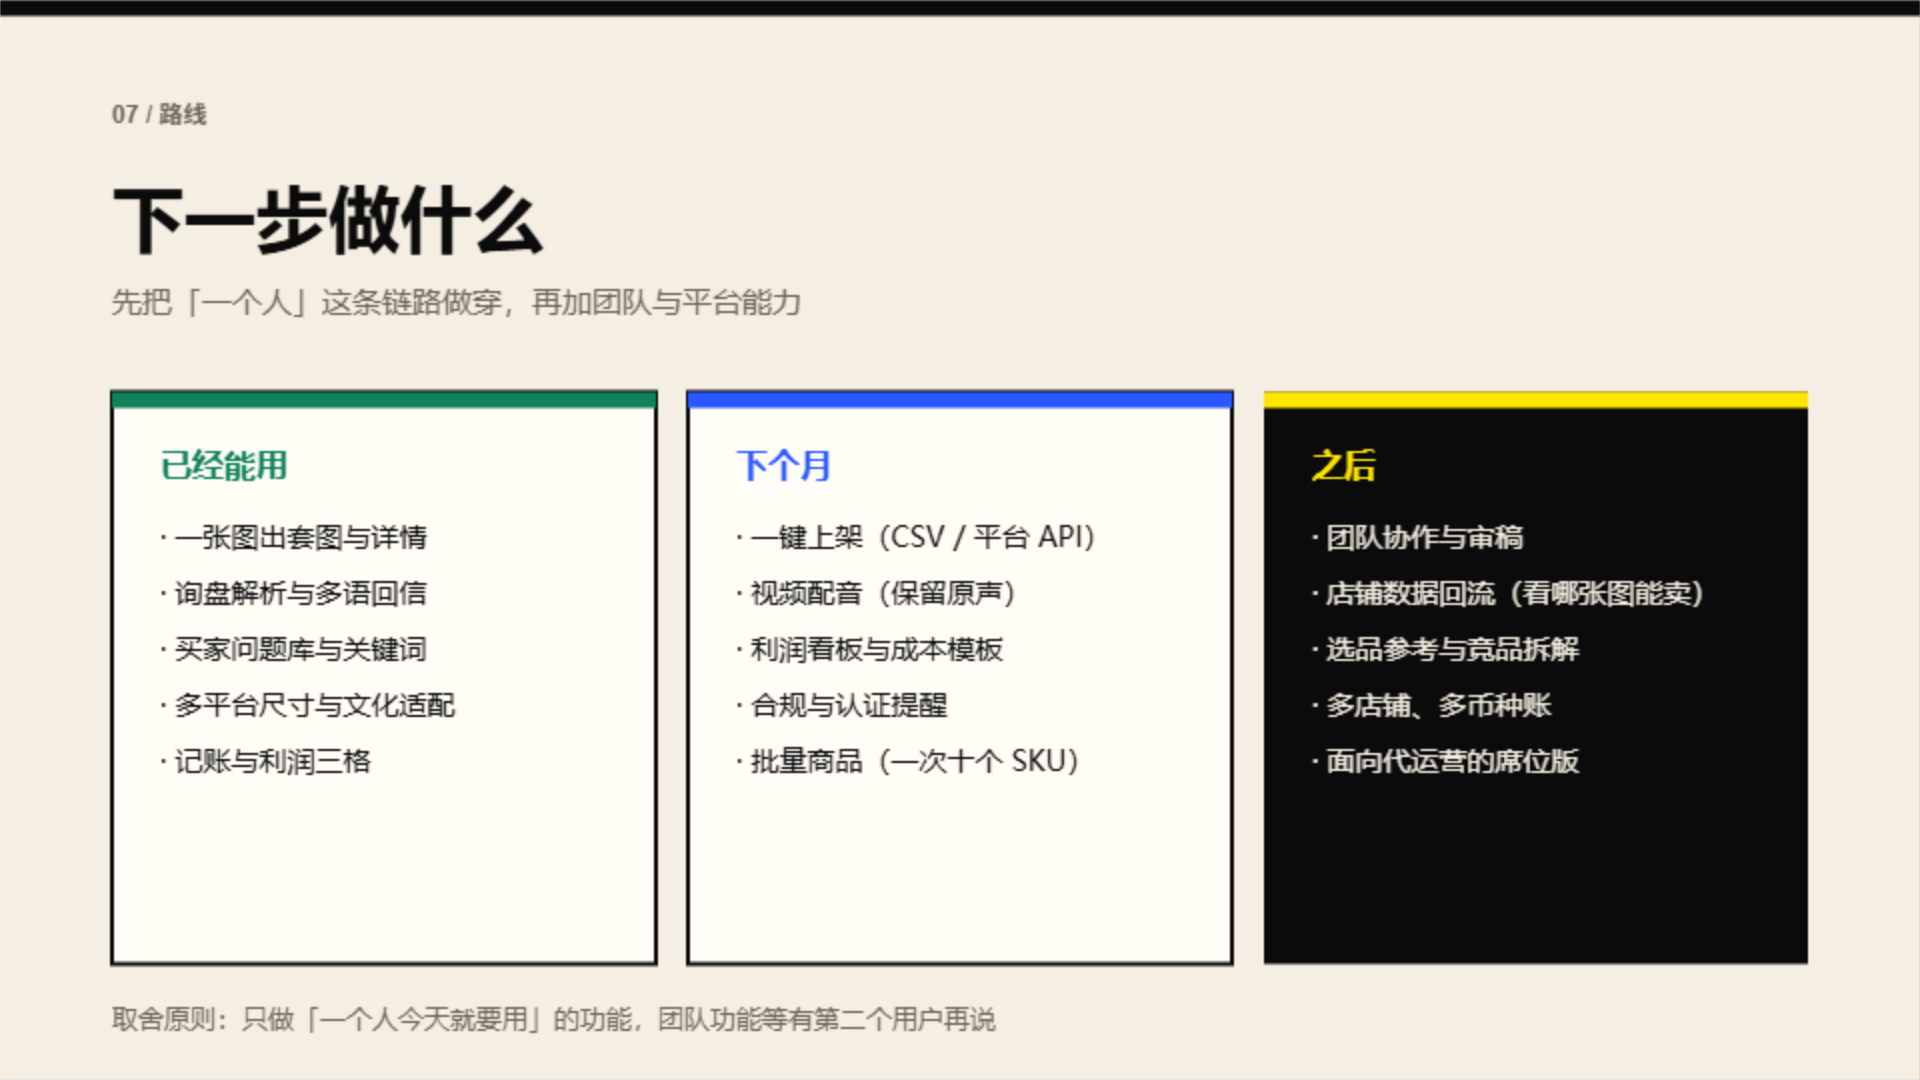 07 / 路线
下一步做什么
先把「一个人」这条链路做穿，再加团队与平台能力
已经能用
· 一张图出套图与详情
· 询盘解析与多语回信
· 买家问题库与关键词
· 多平台尺寸与文化适配
· 记账与利润三格
下个月
· 一键上架（CSV / 平台 API）
· 视频配音（保留原声）
· 利润看板与成本模板
· 合规与认证提醒
· 批量商品（一次十个 SKU）
之后
· 团队协作与审稿
· 店铺数据回流（看哪张图能卖）
· 选品参考与竞品拆解
· 多店铺、多币种账
· 面向代运营的席位版
取舍原则：只做「一个人今天就要用」的功能，团队功能等有第二个用户再说